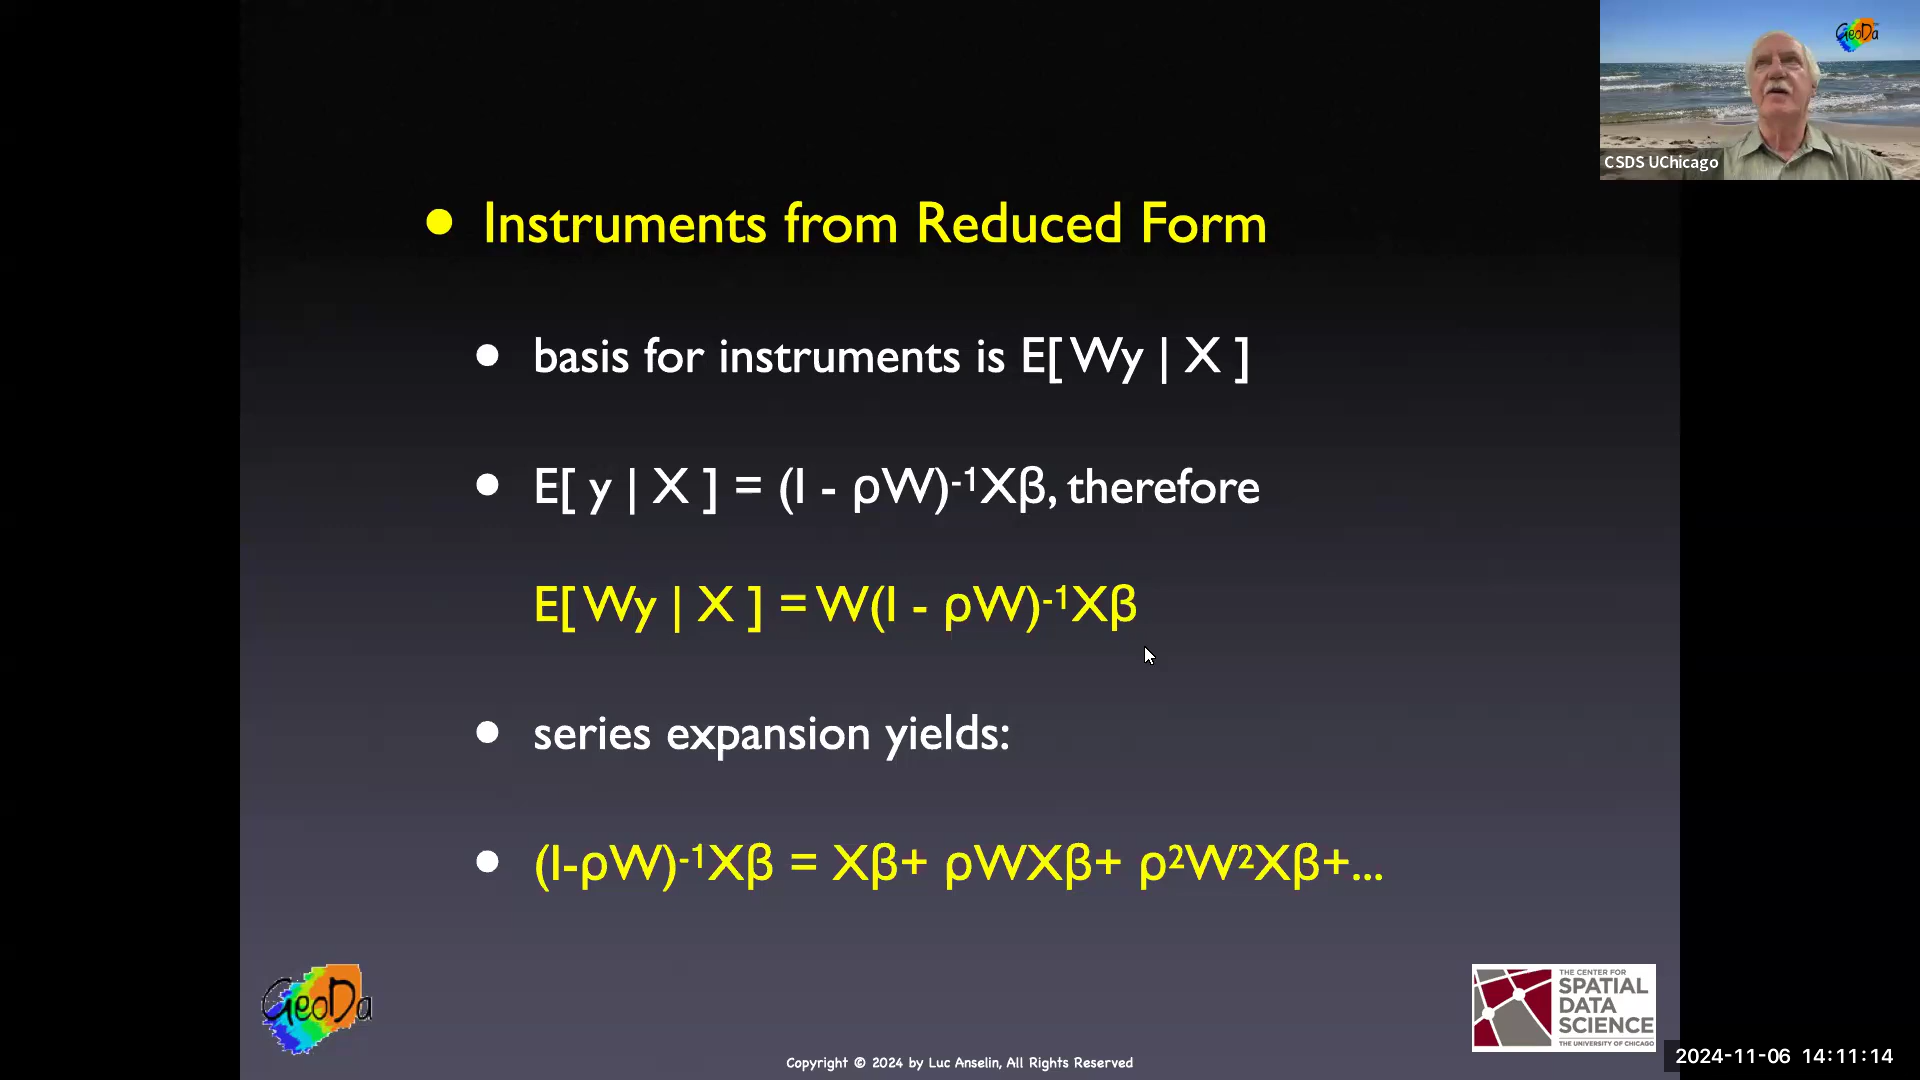 GeoDa
CSDS UChicago
• Instruments from Reduced Form
• basis for instruments is E[ Wy | X ]
• E[ y | X ] = (I - ρW)⁻¹Xβ, therefore
E[ Wy | X ] = W(I - ρW)⁻¹Xβ
• series expansion yields:
• (I-ρW)⁻¹Xβ = Xβ+ ρWXβ+ ρ²W²Xβ+...
GeoDa
THE CENTER FOR
SPATIAL
DATA
SCIENCE
THE UNIVERSITY OF CHICAGO
Copyright © 2024 by Luc Anselin, All Rights Reserved
2024-11-06 14:11:14